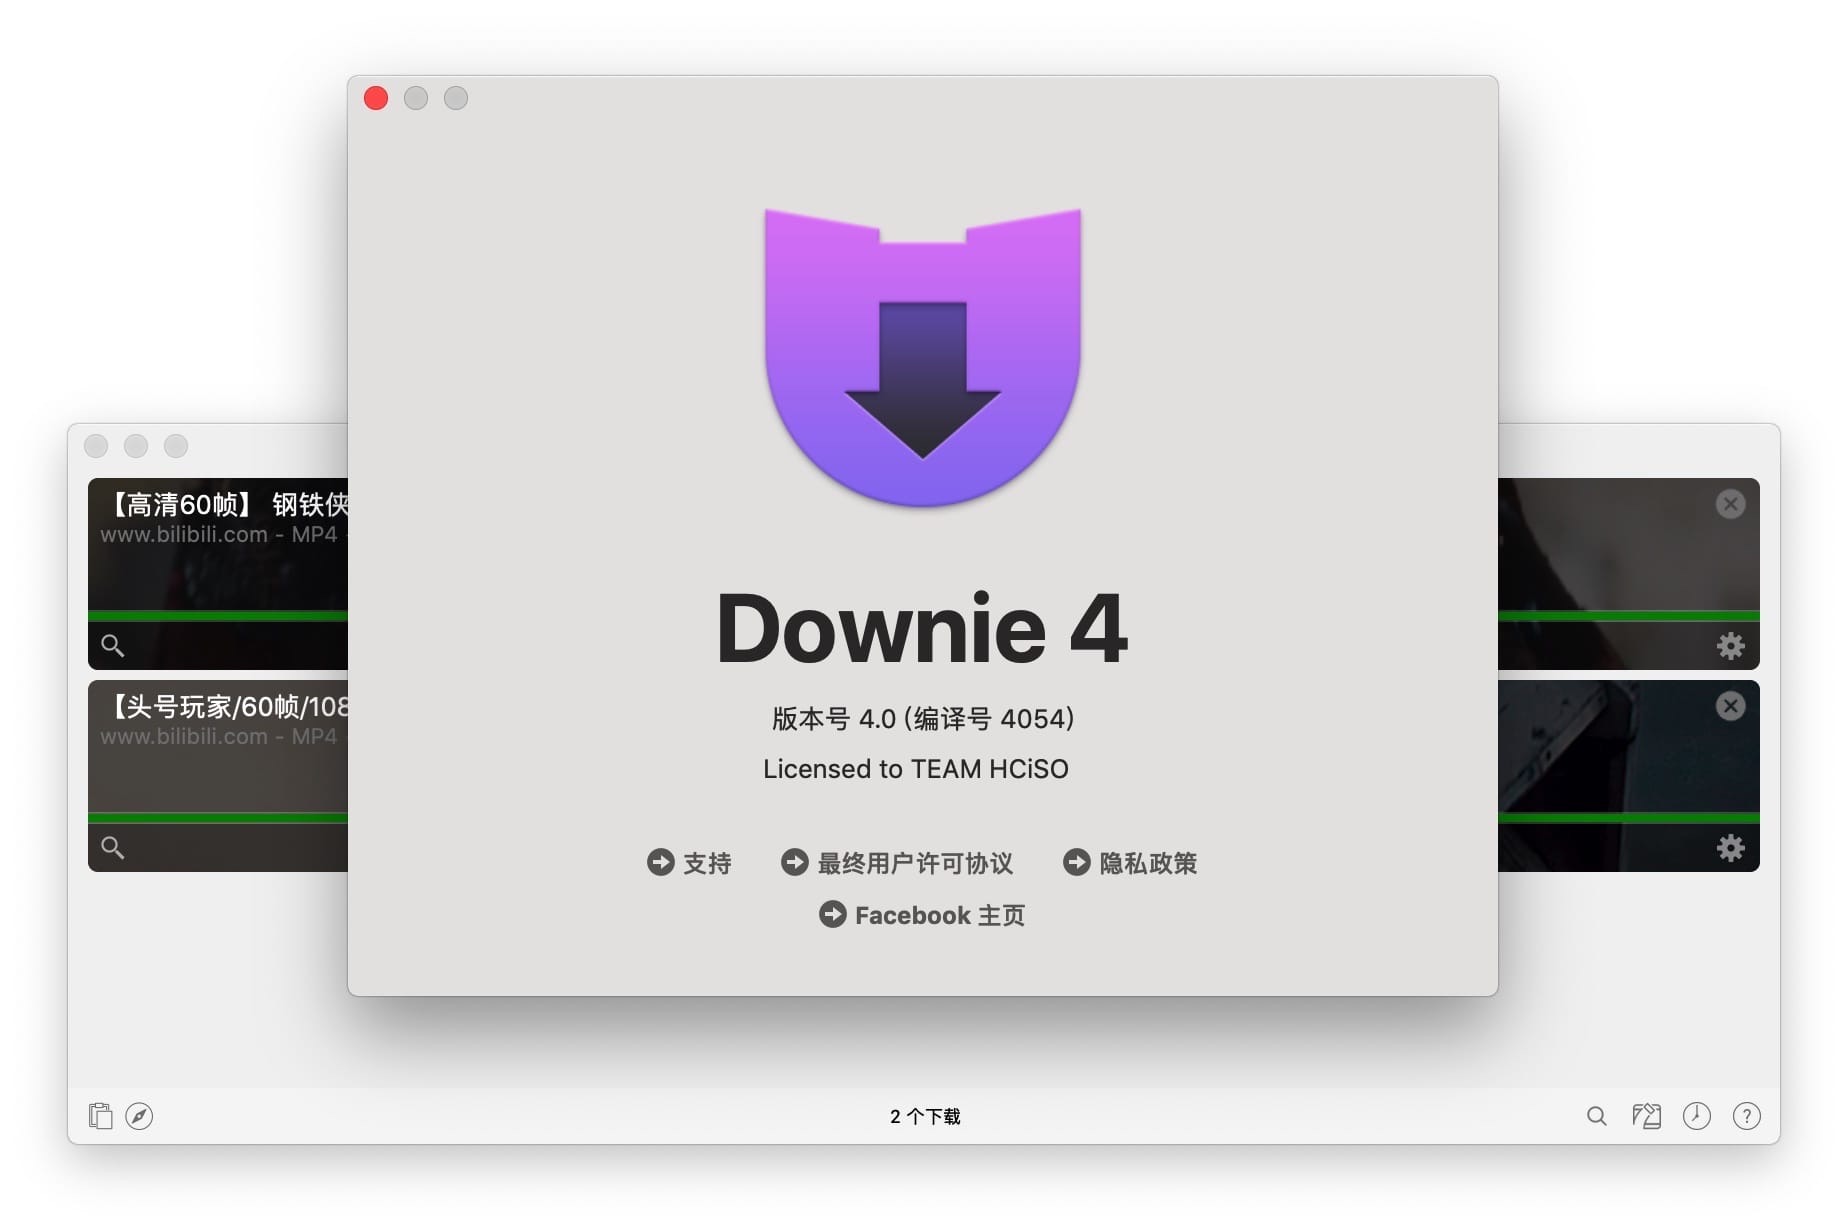 Downie 4
版本号 4.0 (编译号 4054)
Licensed to TEAM HCiSO
支持
最终用户许可协议
隐私政策
Facebook 主页
【高清60帧】 钢铁侠
www.bilibili.com - MP4 -
【头号玩家/60帧/108
www.bilibili.com - MP4 -
2 个下载